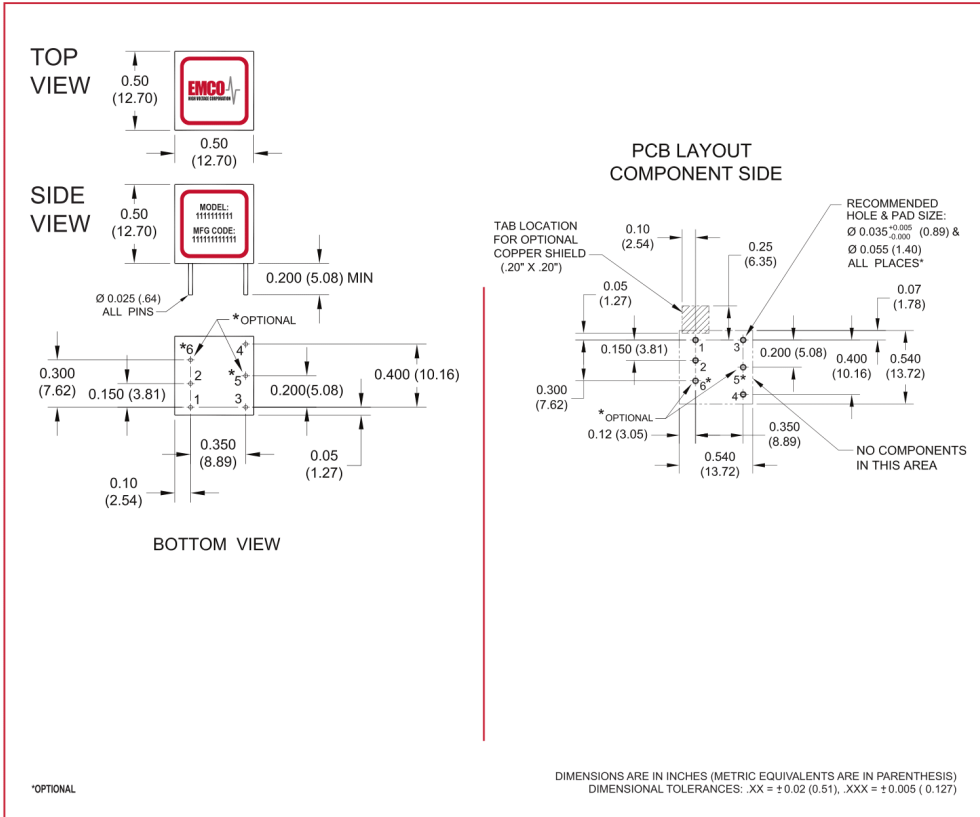 TOP
VIEW
0.50
(12.70)
EMCO
HIGH VOLTAGE CORPORATION
0.50
(12.70)
SIDE
VIEW
0.50
(12.70)
MODEL:
1111111111
MFG CODE:
11111111111
0.200 (5.08) MIN
Ø 0.025 (.64)
ALL PINS
*OPTIONAL
*6
4
2
*5
1
3
0.300
(7.62)
0.150 (3.81)
0.200(5.08)
0.400 (10.16)
0.350
(8.89)
0.05
(1.27)
0.10
(2.54)
BOTTOM VIEW
PCB LAYOUT
COMPONENT SIDE
TAB LOCATION
FOR OPTIONAL
COPPER SHIELD
(.20" X .20")
0.10
(2.54)
0.25
(6.35)
RECOMMENDED
HOLE & PAD SIZE:
Ø 0.035 +0.005 -0.000 (0.89) &
Ø 0.055 (1.40)
ALL PLACES*
0.05
(1.27)
0.07
(1.78)
0.150 (3.81)
1
3
0.200 (5.08)
0.400
(10.16)
0.540
(13.72)
2
0.300
(7.62)
6*
5*
4
*OPTIONAL
0.12 (3.05)
0.350
(8.89)
0.540
(13.72)
NO COMPONENTS
IN THIS AREA
*OPTIONAL
DIMENSIONS ARE IN INCHES (METRIC EQUIVALENTS ARE IN PARENTHESIS)
DIMENSIONAL TOLERANCES: .XX = ± 0.02 (0.51), .XXX = ± 0.005 ( 0.127)